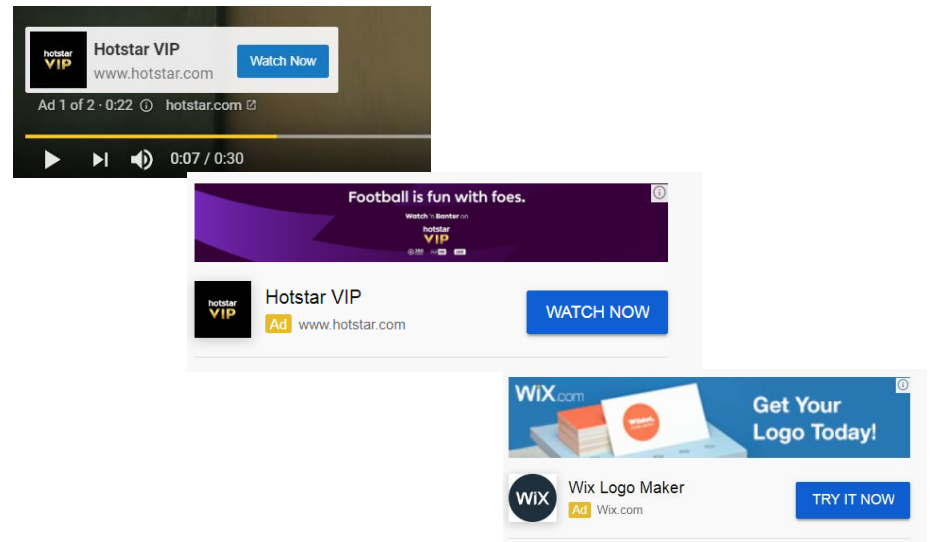 hotstar
VIP
Hotstar VIP
www.hotstar.com
Watch Now
Ad 1 of 2 · 0:22
hotstar.com
0:07 / 0:30
Football is fun with foes.
Watch 'n Banter on
hotstar
VIP
hotstar
VIP
Hotstar VIP
Ad www.hotstar.com
WATCH NOW
WiX.com
Get Your
Logo Today!
WiX
Wix Logo Maker
Ad Wix.com
TRY IT NOW